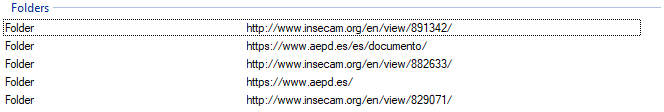 Folders
Folder http://www.insecam.org/en/view/891342/
Folder https://www.aepd.es/es/documento/
Folder http://www.insecam.org/en/view/882633/
Folder https://www.aepd.es/
Folder http://www.insecam.org/en/view/829071/